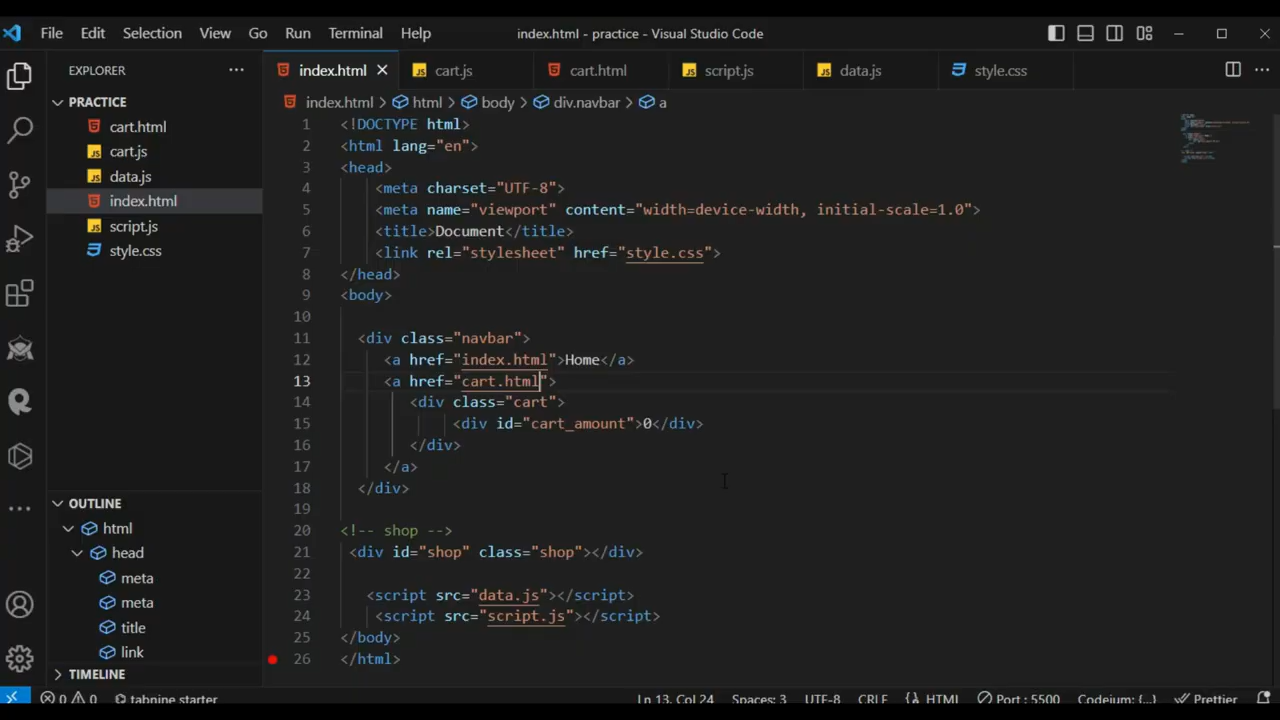 File Edit Selection View Go Run Terminal Help index.html - practice - Visual Studio Code
EXPLORER
index.html cart.js cart.html script.js data.js style.css
PRACTICE
cart.html
cart.js
data.js
index.html
script.js
style.css
index.html > html > body > div.navbar > a
1 <!DOCTYPE html>
2 <html lang="en">
3 <head>
4 <meta charset="UTF-8">
5 <meta name="viewport" content="width=device-width, initial-scale=1.0">
6 <title>Document</title>
7 <link rel="stylesheet" href="style.css">
8 </head>
9 <body>
10
11 <div class="navbar">
12 <a href="index.html">Home</a>
13 <a href="cart.html">
14 <div class="cart">
15 <div id="cart_amount">0</div>
16 </div>
17 </a>
18 </div>
19
20 <!-- shop -->
21 <div id="shop" class="shop"></div>
22
23 <script src="data.js"></script>
24 <script src="script.js"></script>
25 </body>
26 </html>
OUTLINE
html
head
meta
meta
title
link
TIMELINE
0 0 tabnine starter Ln 13, Col 24 Spaces: 3 UTF-8 CRLF {} HTML Port : 5500 Codeium: {...} Prettier